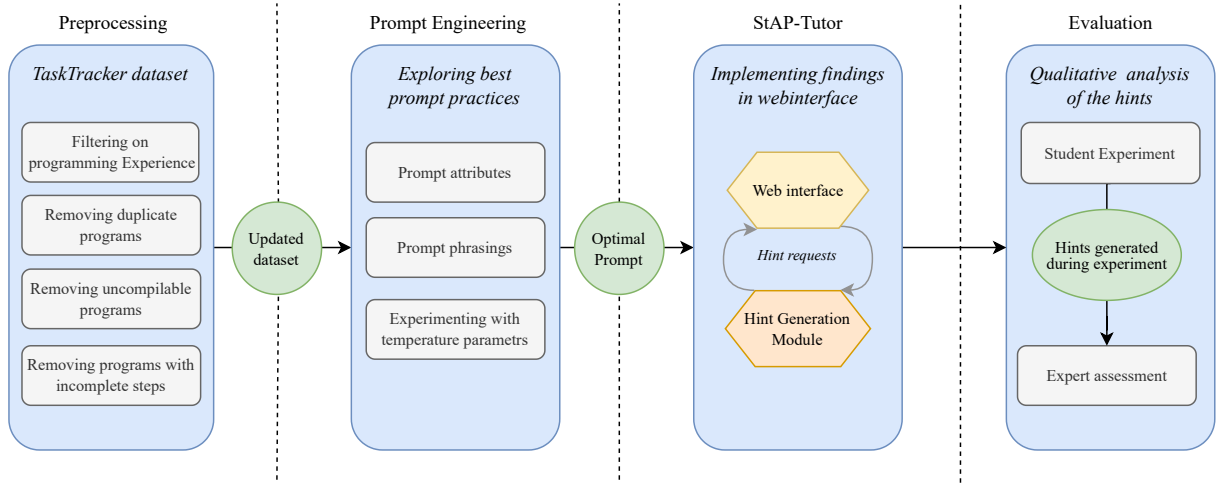 Preprocessing
TaskTracker dataset
Filtering on
programming Experience
Removing duplicate
programs
Removing uncompilable
programs
Removing programs with
incomplete steps
Updated
dataset
Prompt Engineering
Exploring best
prompt practices
Prompt attributes
Prompt phrasings
Experimenting with
temperature parametrs
Optimal
Prompt
StAP-Tutor
Implementing findings
in webinterface
Web interface
Hint requests
Hint Generation
Module
Evaluation
Qualitative analysis
of the hints
Student Experiment
Hints generated
during experiment
Expert assessment